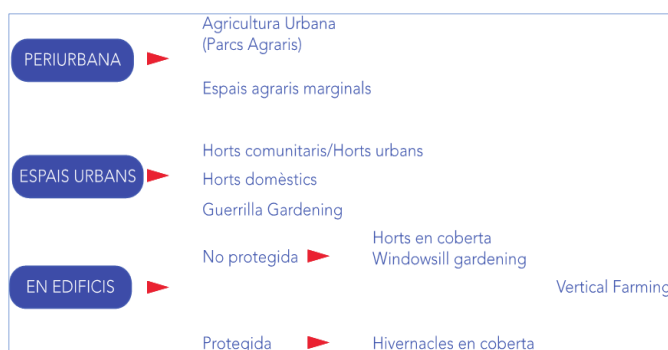 Agricultura Urbana
(Parcs Agraris)
PERIURBANA
Espais agraris marginals
Horts comunitaris/Horts urbans
ESPAIS URBANS
Horts domèstics
Guerrilla Gardening
No protegida
Horts en coberta
Windowsill gardening
EN EDIFICIS
Vertical Farming
Protegida
Hivernacles en coberta